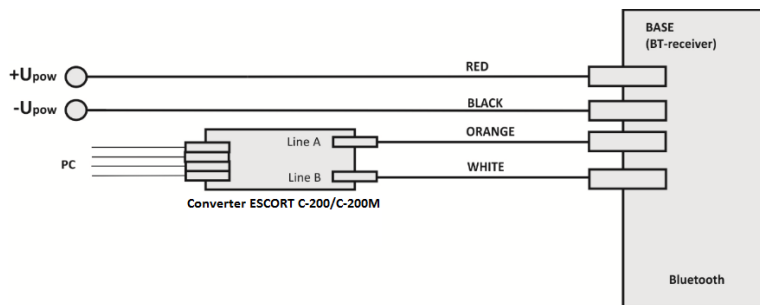 BASE
(BT-receiver)
RED
+Upow
BLACK
-Upow
ORANGE
Line A
PC
WHITE
Line B
Converter ESCORT C-200/C-200M
Bluetooth